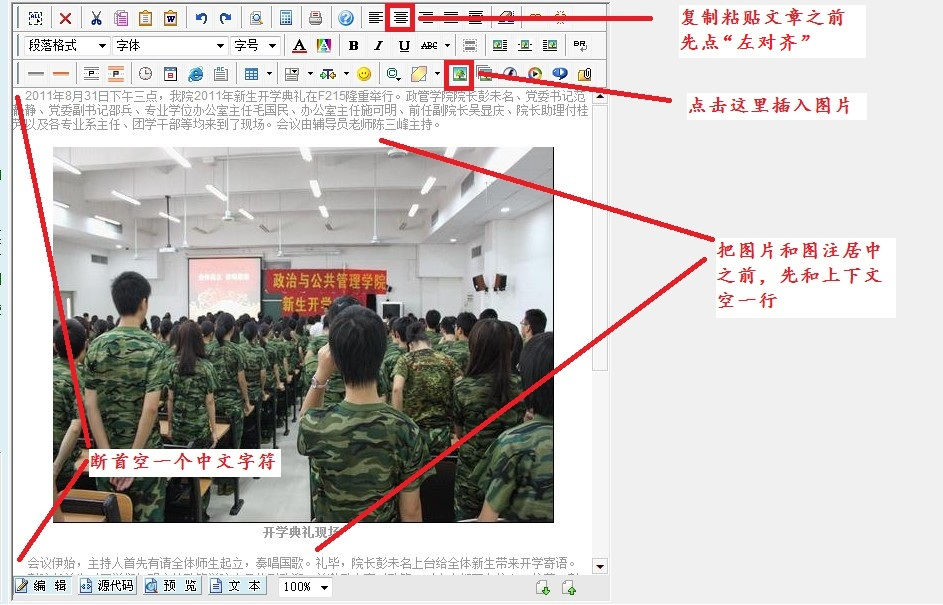 复制粘贴文章之前
先点“左对齐”
段落格式
字体
字号
B I U ABC
BR
点击这里插入图片
2011年8月31日下午三点，我院2011年新生开学典礼在F215隆重举行。政管学院院长彭未名、党委书记范
静静、党委副书记邵兵、专业学位办公室主任毛国民、办公室主任施可明、前任副院长吴显庆、院长助理付桂
芳以及各专业系主任、团学干部等均来到了现场。会议由辅导员老师陈三峰主持。
政治与公共管理学院
新生开学
把图片和图注居中
之前，先和上下文
空一行
断首空一个中文字符
开学典礼现场
会议伊始，主持人首先有请全体师生起立，奏唱国歌。礼毕，院长彭未名上台给全体新生带来开学寄语。
编 辑
源代码
预 览
文 本
100%